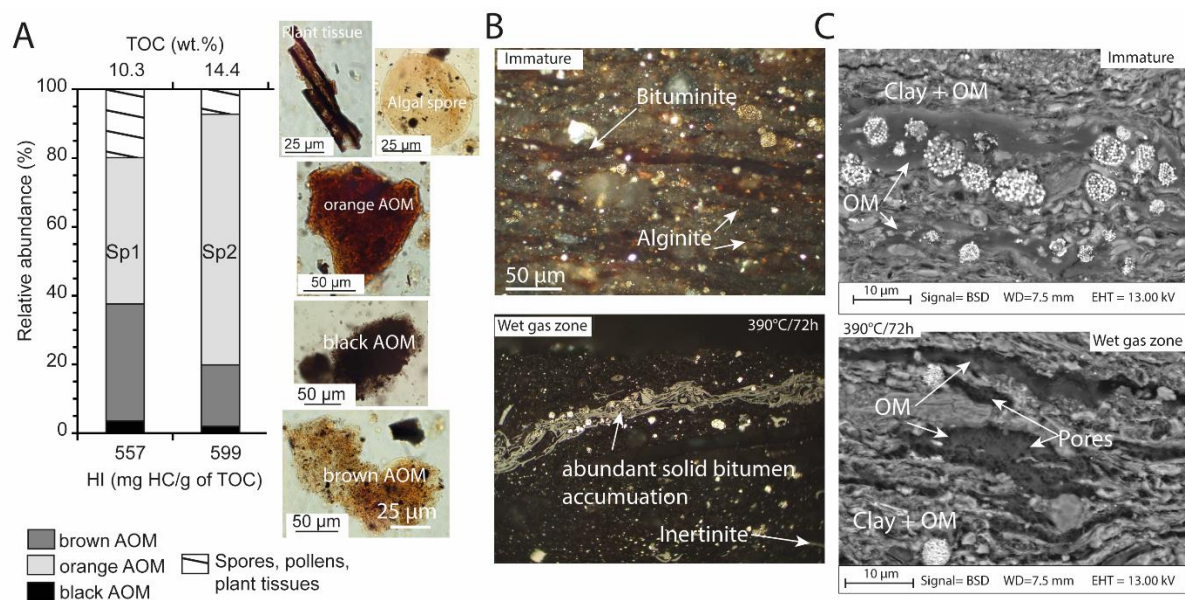 A
TOC (wt.%)
10.3
14.4
100
80
60
40
20
0
Relative abundance (%)
Sp1
Sp2
557
599
HI (mg HC/g of TOC)
brown AOM
orange AOM
black AOM
Spores, pollens,
plant tissues
Plant tissue
25 µm
Algal spore
25 µm
orange AOM
50 µm
black AOM
50 µm
brown AOM
25 µm
50 µm
B
Immature
Bituminite
Alginite
50 µm
Wet gas zone
390°C/72h
abundant solid bitumen
accumuation
Inertinite
C
Immature
Clay + OM
OM
10 µm
Signal= BSD WD=7.5 mm EHT = 13.00 kV
390°C/72h
Wet gas zone
OM
Pores
Clay + OM
10 µm
Signal= BSD WD=7.5 mm EHT = 13.00 kV